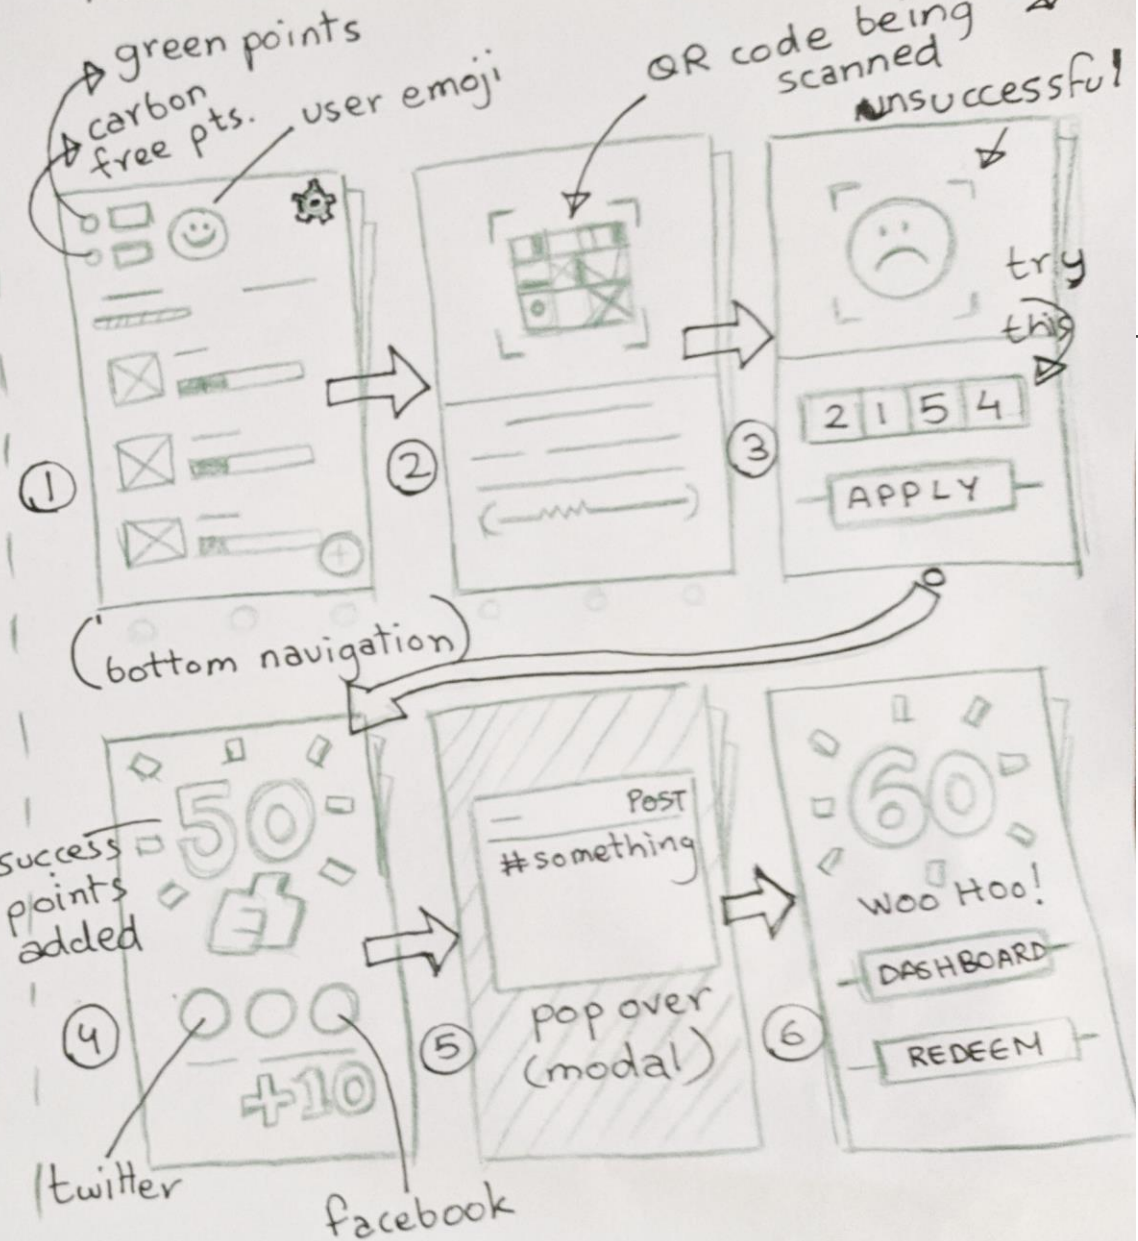 green points
carbon
free pts.
user emoji
QR code being
scanned
unsuccessful
try
this
1
2
3
2 1 5 4
APPLY
(bottom navigation)
50
success
points
added
4
+10
twitter
facebook
POST
#something
pop over
(modal)
5
60
WOO HOO!
DASHBOARD
REDEEM
6